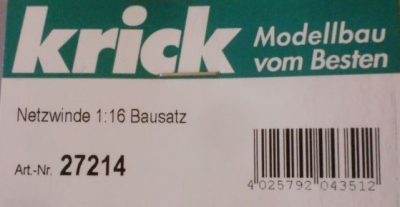 krick
Modellbau
vom Besten
Netzwinde 1:16 Bausatz
Art.-Nr. 27214
4 025792 043512